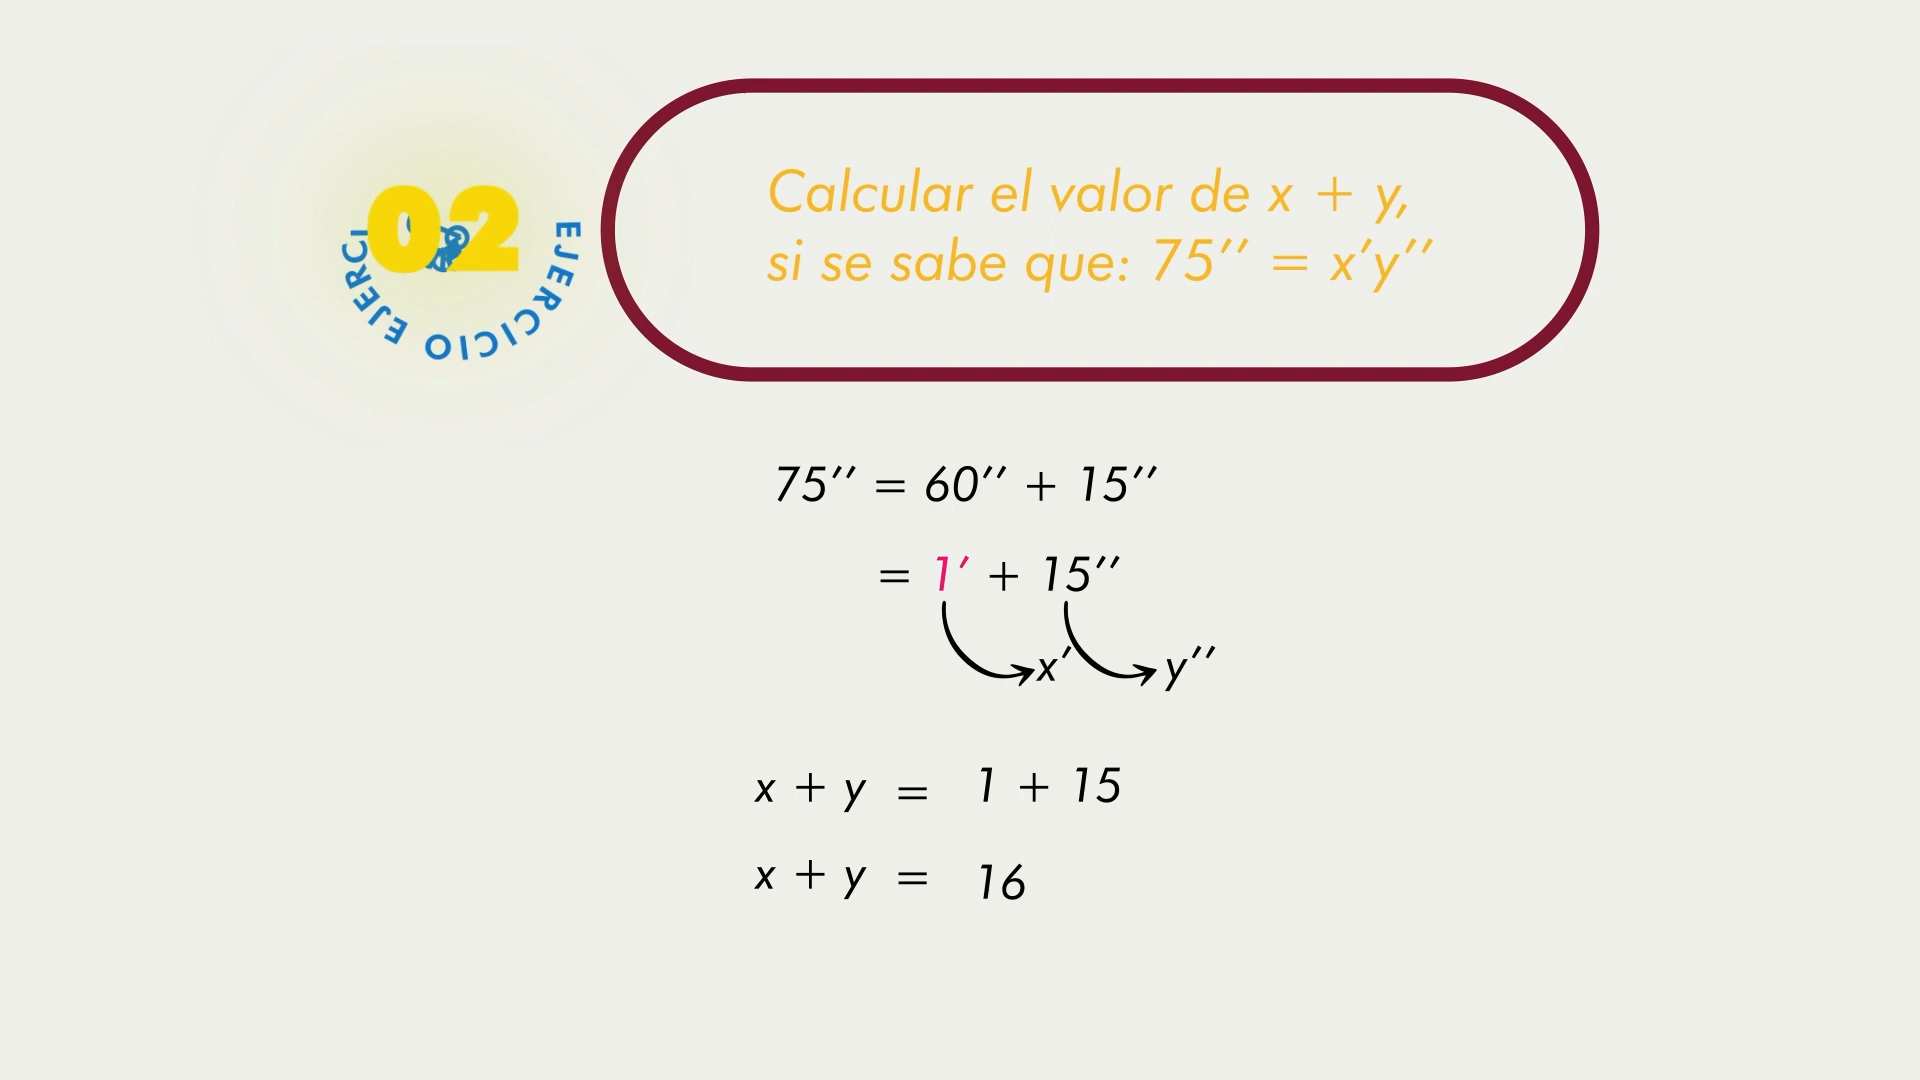 02
EJERCICIO EJERCI
Calcular el valor de x + y,
si se sabe que: 75’’ = x’y’’
75’’ = 60’’ + 15’’
= 1’ + 15’’
x’ y’’
x + y = 1 + 15
x + y = 16